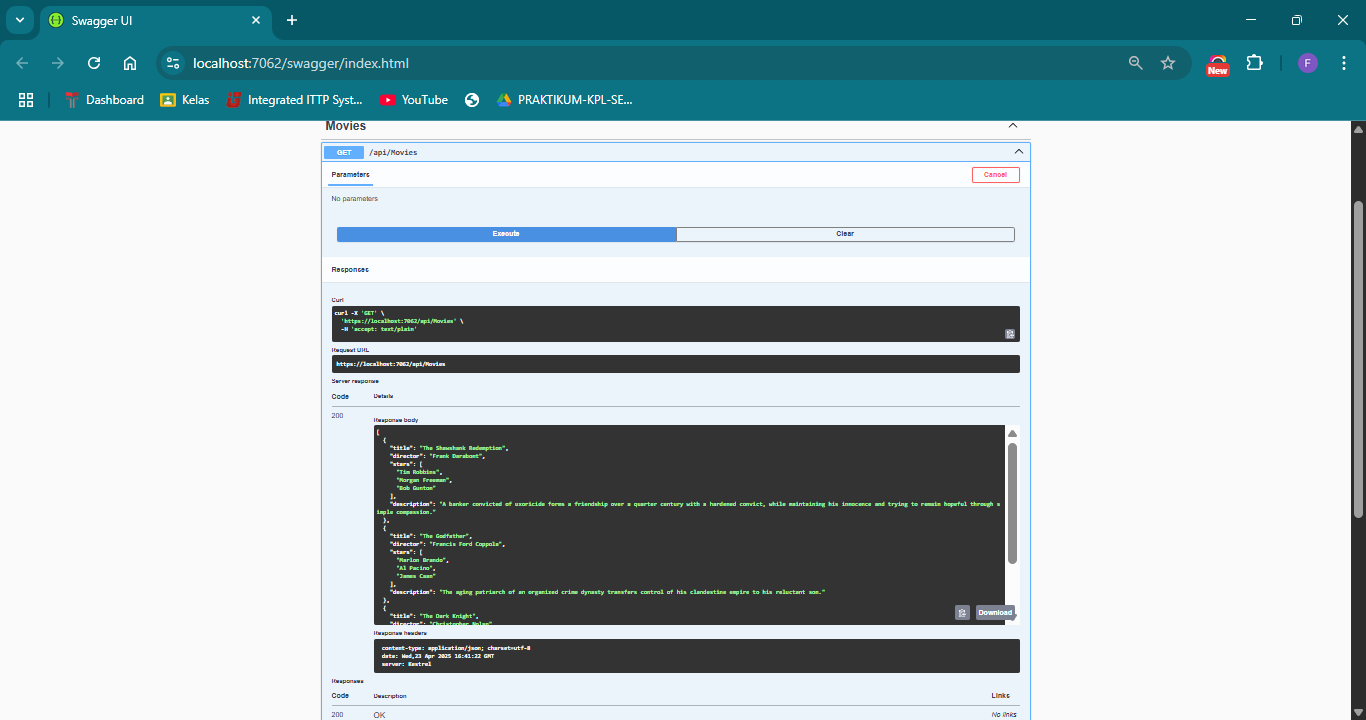 Swagger UI
localhost:7062/swagger/index.html
New
F
Dashboard
Kelas
Integrated ITTP Syst...
YouTube
PRAKTIKUM-KPL-SE...
Movies
GET /api/Movies
Parameters
Cancel
No parameters
Execute
Clear
Responses
Curl
curl -X 'GET' \
'https://localhost:7062/api/Movies' \
-H 'accept: text/plain'
Request URL
https://localhost:7062/api/Movies
Server response
Code Details
200
Response body
[
{
"title": "The Shawshank Redemption",
"director": "Frank Darabont",
"stars": [
"Tim Robbins",
"Morgan Freeman",
"Bob Gunton"
],
"description": "A banker convicted of uxoricide forms a friendship over a quarter century with a hardened convict, while maintaining his innocence and trying to remain hopeful through s
imple compassion."
},
{
"title": "The Godfather",
"director": "Francis Ford Coppola",
"stars": [
"Marlon Brando",
"Al Pacino",
"James Caan"
],
"description": "The aging patriarch of an organized crime dynasty transfers control of his clandestine empire to his reluctant son."
},
{
"title": "The Dark Knight",
"director": "Christopher Nolan"
Download
Response headers
content-type: application/json; charset=utf-8
date: Wed,23 Apr 2025 16:41:22 GMT
server: Kestrel
Responses
Code Description Links
200 OK No links